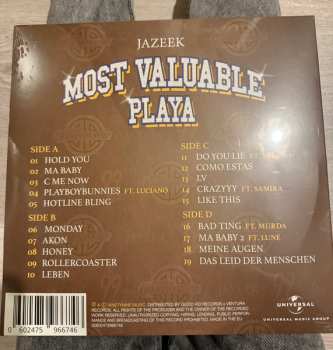 JAZEEK
MOST VALUABLE
PLAYA
SIDE A
01 HOLD YOU
02 MA BABY
03 C ME NOW
04 PLAYBOYBUNNIES FT. LUCIANO
05 HOTLINE BLING
SIDE B
06 MONDAY
07 AKON
08 HONEY
09 ROLLERCOASTER
10 LEBEN
SIDE C
11 DO YOU LIE FT.
12 COMO ESTAS
13 LV
14 CRAZYYY FT. SAMRA
15 LIKE THIS
SIDE D
16 BAD TING FT. MURDA
17 MA BABY 2 FT. LUNE
18 MEINE AUGEN
19 DAS LEID DER MENSCHEN
0 602475 966746
UNIVERSAL
UNIVERSAL MUSIC GROUP